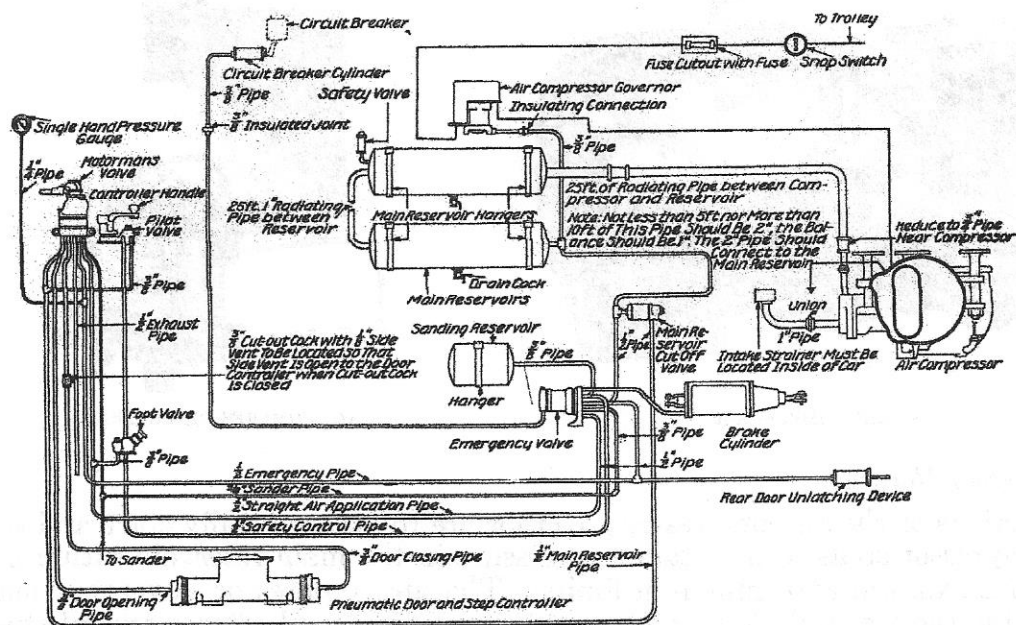 Circuit Breaker
To Trolley
Fuse Cutout with Fuse
Snap Switch
Circuit Breaker Cylinder
3/8" Pipe
Safety Valve
Air Compressor Governor
Insulating Connection
3/8" Insulated Joint
3/8" Pipe
Single Hand Pressure
Gauge
1/4" Pipe
Motormans
Valve
Controller Handle
Pilot
Valve
25ft. 1" Radiating
Pipe between
Reservoir
Main Reservoir Hangers
25ft. of Radiating Pipe between Com-
pressor and Reservoir
Note: Not Less than 5ft nor More than
10ft of This Pipe Should Be 2", the Bal-
ance Should Be 1". The 2" Pipe Should
Connect to the
Main Reservoir
Reduce to 3/4" Pipe
Near Compressor
3/8" Pipe
Drain Cock
Main Reservoirs
Union
1" Pipe
1/2" Exhaust
Pipe
Sanding Reservoir
3/8" Pipe
1/2" Pipe
Main Re-
servoir
Cut Off
Valve
Intake Strainer Must Be
Located Inside of Car
Air Compressor
3/8" Cut-out Cock with 1/8" Side
Vent To Be Located so That
Side Vent Is Open to the Door
Controller when Cut-out Cock
Is Closed
Hanger
Foot Valve
Emergency Valve
3/8" Pipe
Brake
Cylinder
3/8" Pipe
1/2" Pipe
Emergency Pipe
Sander Pipe
Rear Door Unlatching Device
1/2" Straight Air Application Pipe
Safety Control Pipe
To Sander
3/8" Door Closing Pipe
1/2" Main Reservoir
Pipe
3/8" Door Opening
Pipe
Pneumatic Door and Step Controller